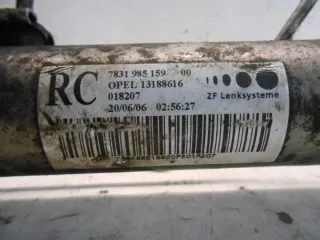 RC
7831 985 159 00
OPEL 13188616
018207
20/06/06 02:56:27
ZF Lenksysteme